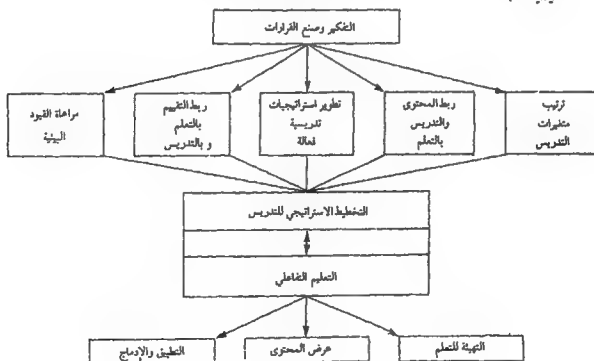 التفكير وصنع القرارات
ترتيب
متغيرات
التدريس
ربط المحتوى
والتدريس
بالتعلم
تطوير استراتيجيات
تدريسية
فعالة
ربط التقييم
بالتعلم
و بالتدريس
مراعاة القيود
البيئية
التخطيط الاستراتيجي للتدريس
التعليم التفاعلي
التهيئة للتعلم
عرض المحتوى
التطبيق والإدماج